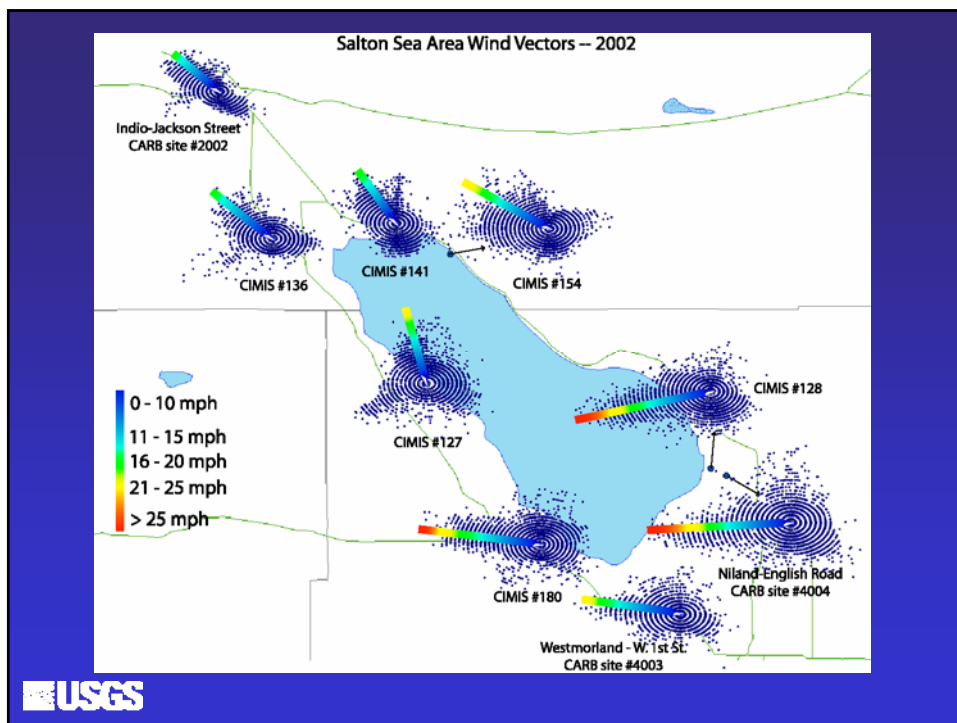 Salton Sea Area Wind Vectors -- 2002
Indio-Jackson Street
CARB site #2002
CIMIS #136
CIMIS #141
CIMIS #154
CIMIS #127
CIMIS #128
0 - 10 mph
11 - 15 mph
16 - 20 mph
21 - 25 mph
> 25 mph
CIMIS #180
Niland-English Road
CARB site #4004
Westmorland - W. 1st St.
CARB site #4003
USGS